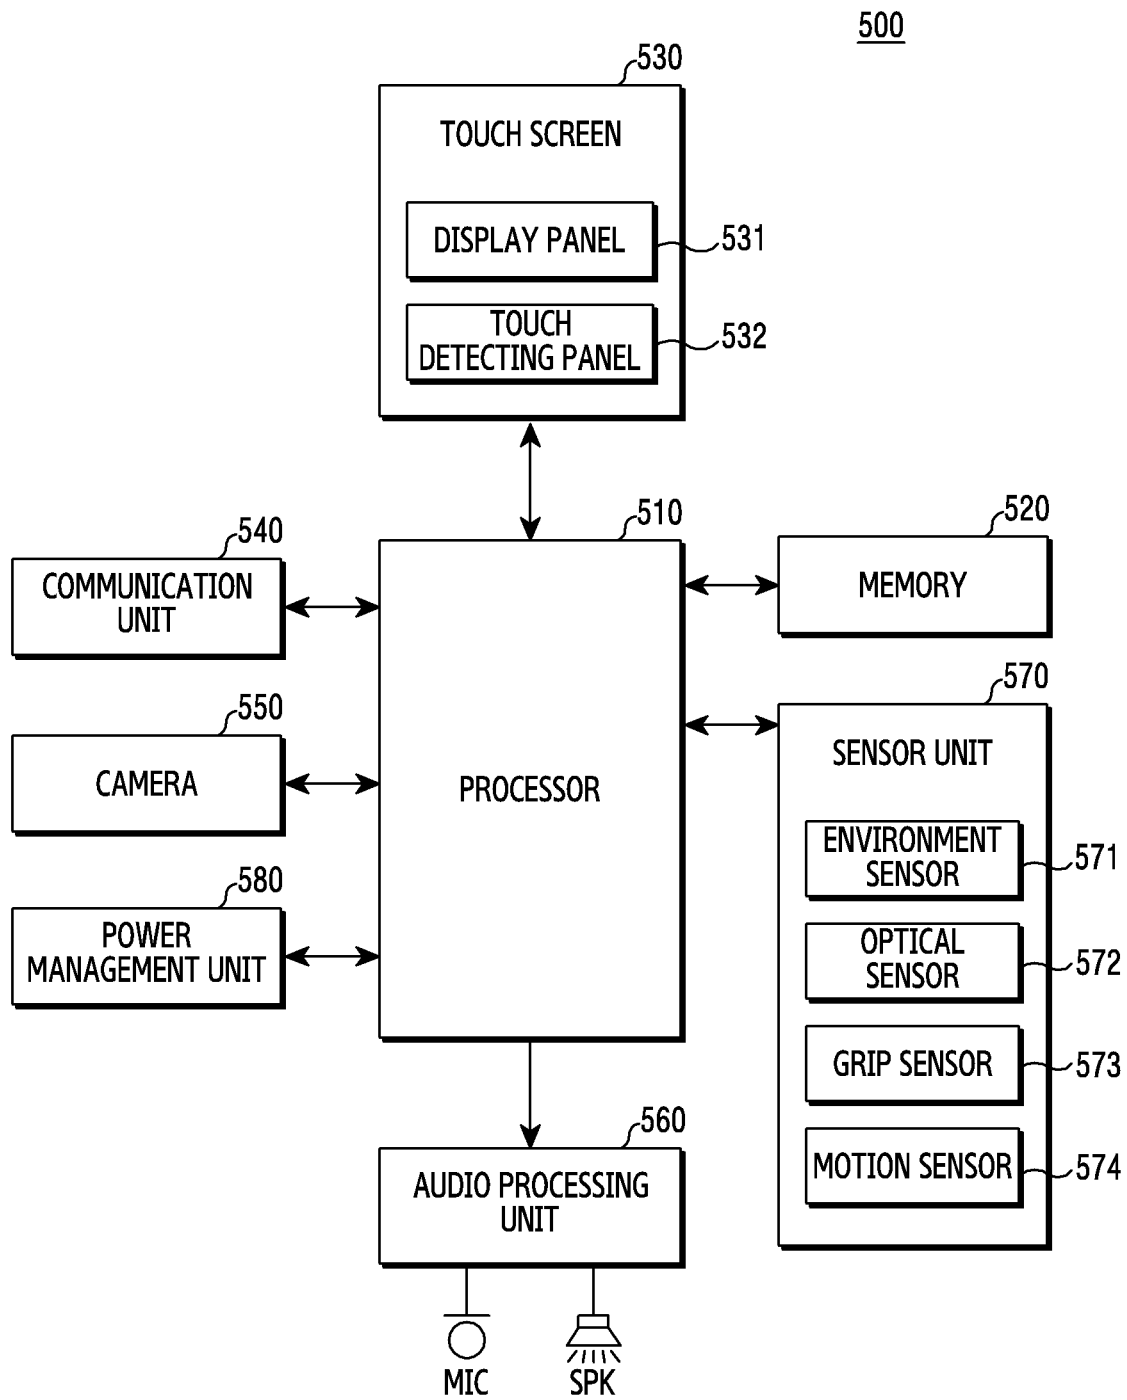 500
530
TOUCH SCREEN
DISPLAY PANEL
531
TOUCH
DETECTING PANEL
532
540
COMMUNICATION
UNIT
510
PROCESSOR
520
MEMORY
550
CAMERA
570
SENSOR UNIT
ENVIRONMENT
SENSOR
571
OPTICAL
SENSOR
572
GRIP SENSOR
573
MOTION SENSOR
574
580
POWER
MANAGEMENT UNIT
560
AUDIO PROCESSING
UNIT
MIC
SPK